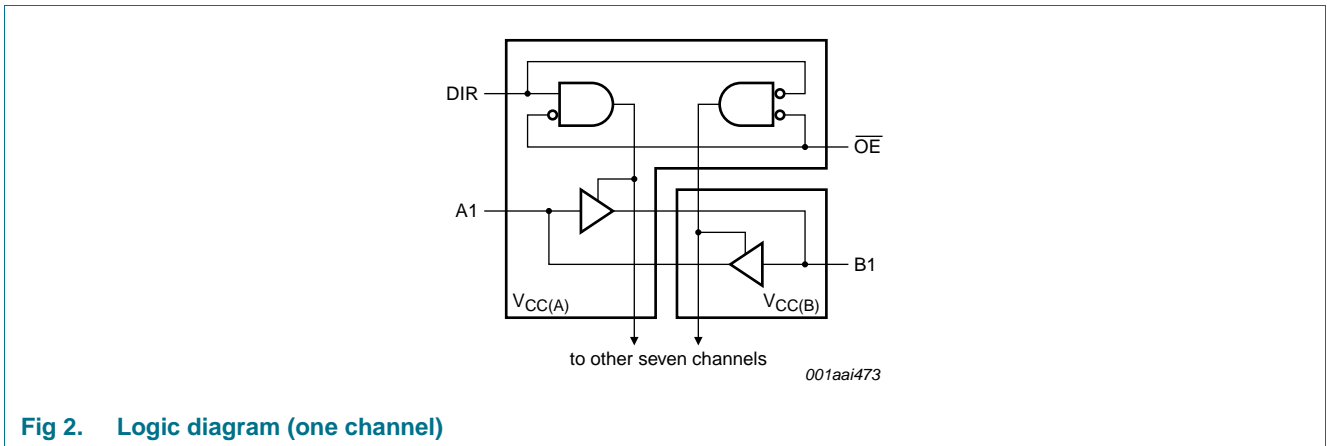 DIR
OE
A1
B1
VCC(A)
VCC(B)
to other seven channels
001aai473
Fig 2. Logic diagram (one channel)